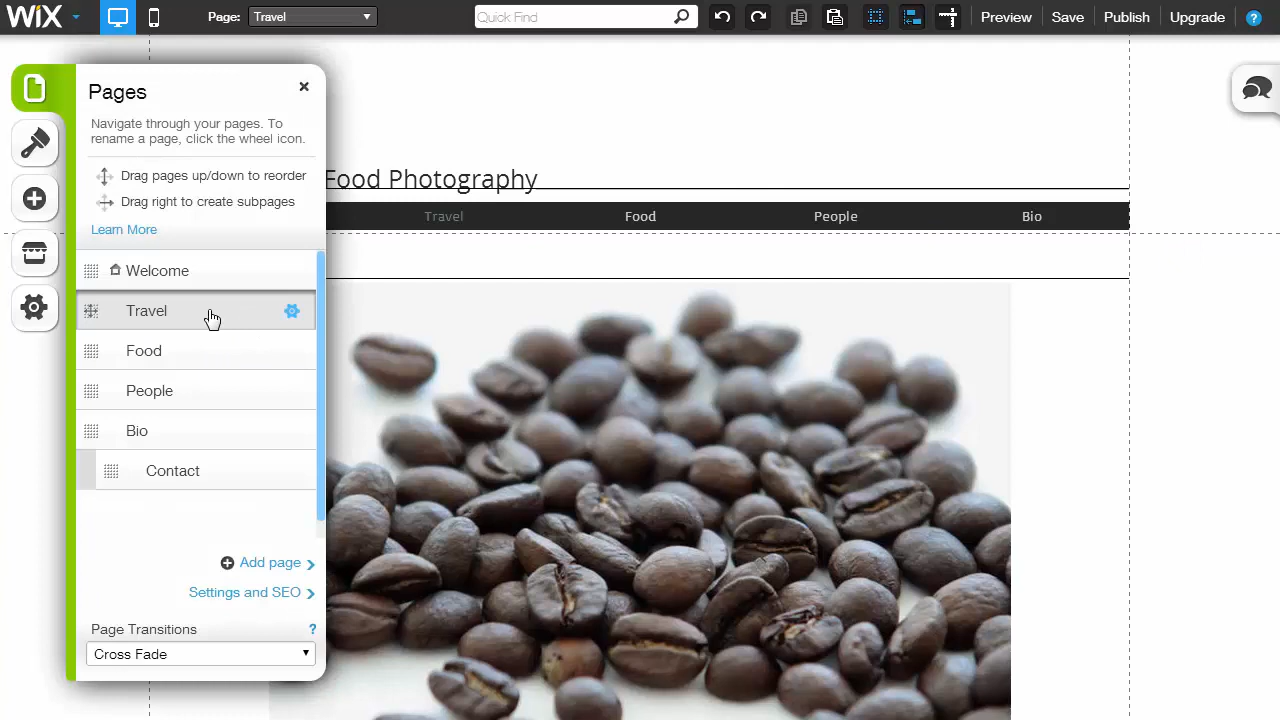 WiX
Page: Travel
Quick Find
Preview
Save
Publish
Upgrade
?
Pages
Navigate through your pages. To
rename a page, click the wheel icon.
Drag pages up/down to reorder
Drag right to create subpages
Learn More
Welcome
Travel
Food
People
Bio
Contact
Add page
Settings and SEO
Page Transitions
?
Cross Fade
Food Photography
Travel
Food
People
Bio